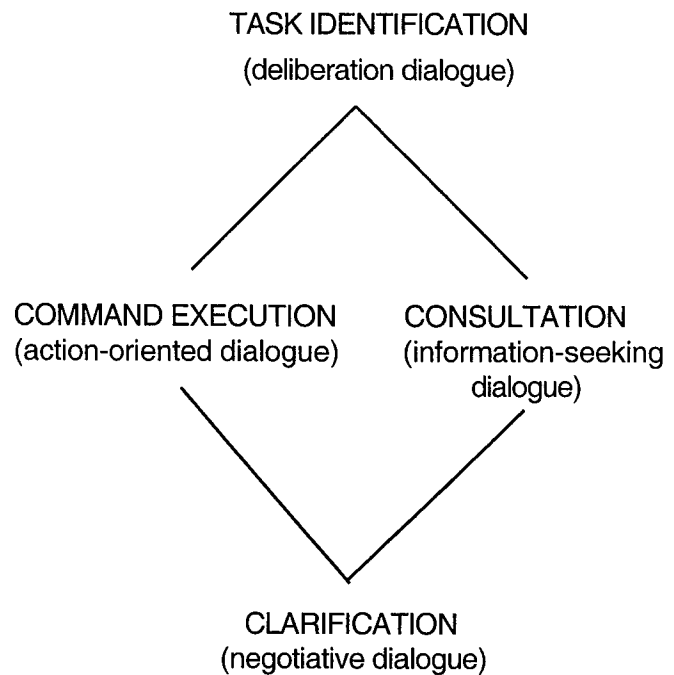 TASK IDENTIFICATION
(deliberation dialogue)
COMMAND EXECUTION
(action-oriented dialogue)
CONSULTATION
(information-seeking
dialogue)
CLARIFICATION
(negotiative dialogue)